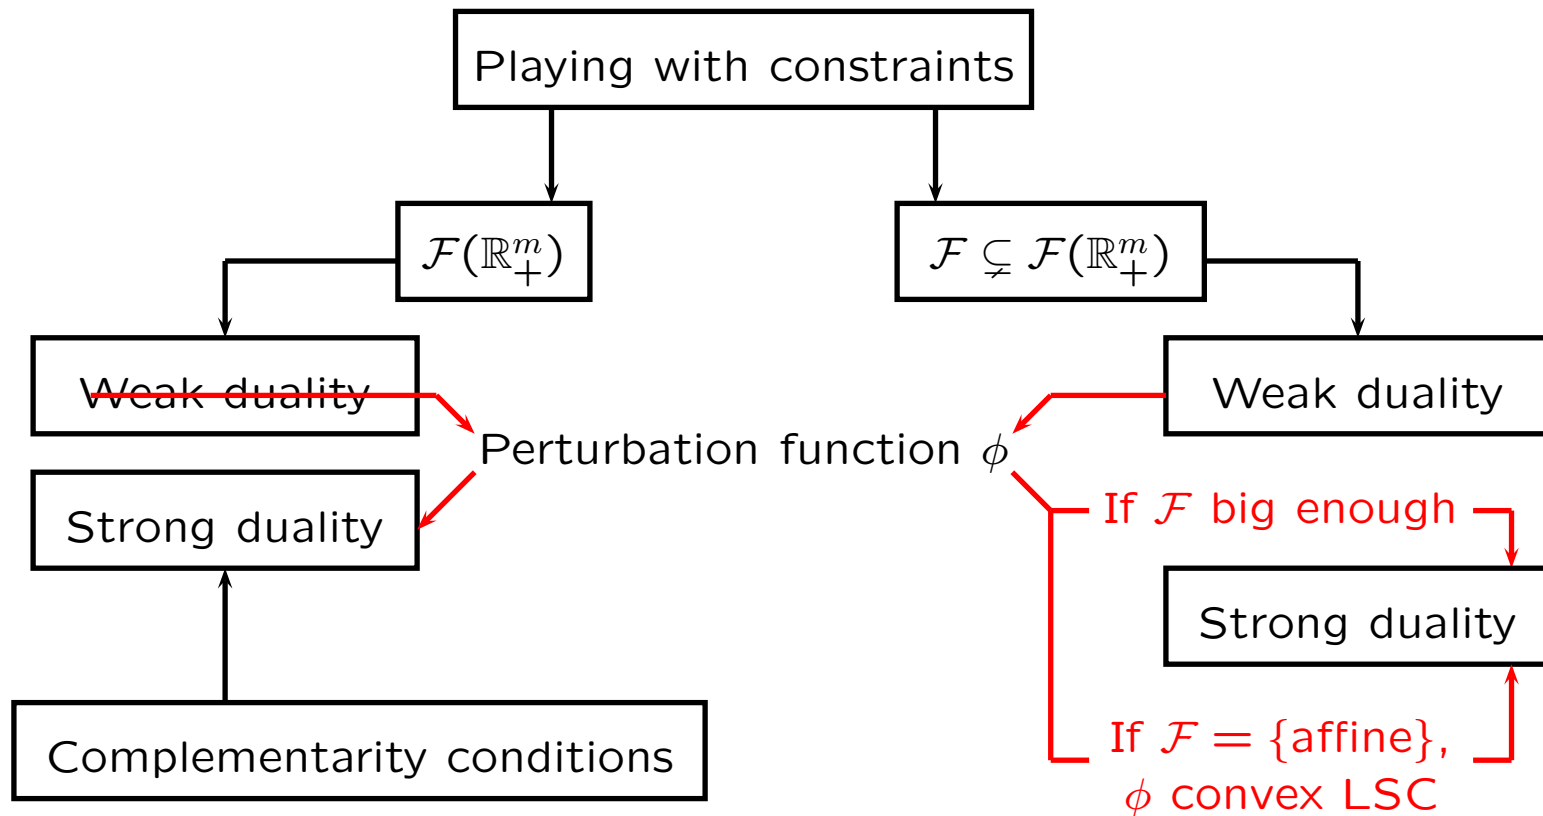 Playing with constraints
𝓕(ℝ₊ᵐ)
𝓕 ⊊ 𝓕(ℝ₊ᵐ)
Weak duality
Weak duality
Perturbation function ϕ
Strong duality
If 𝓕 big enough
Strong duality
Complementarity conditions
If 𝓕 = {affine},
ϕ convex LSC